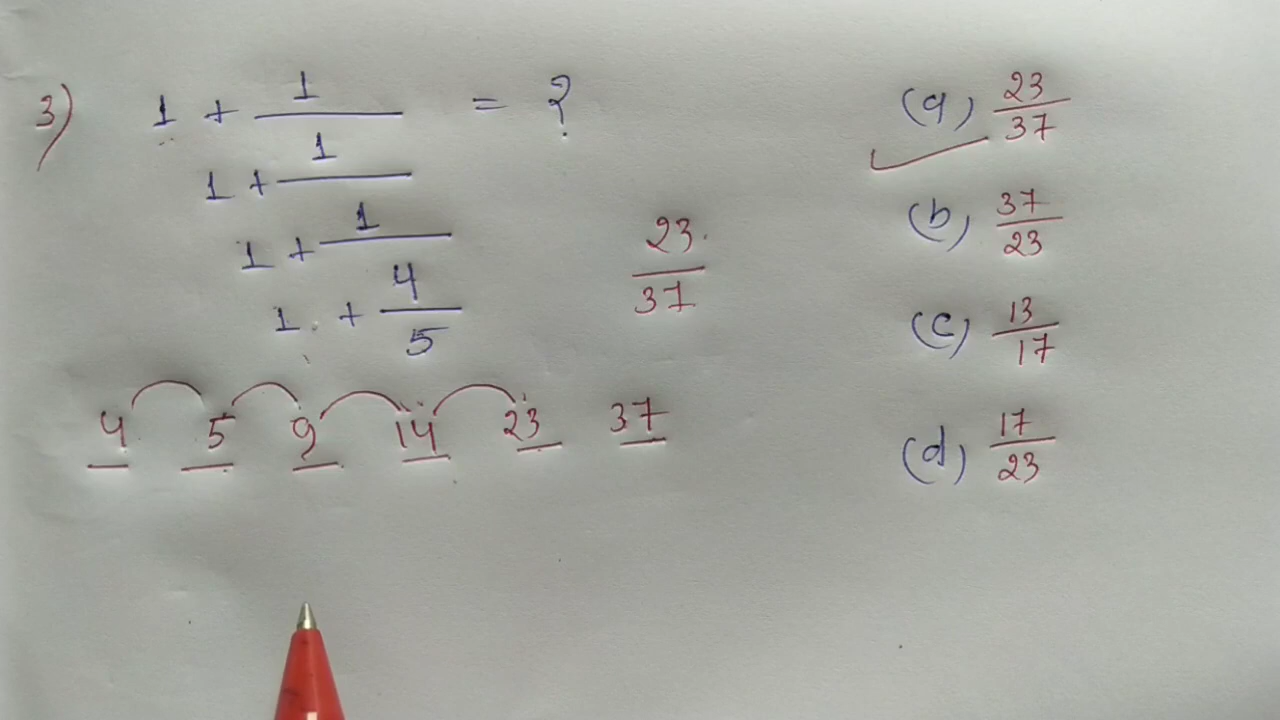 3) 1 + 1 = ?
1 + 1
1 + 1
1 + 4
5
23
37
4 5 9 14 23 37
(a) 23
37
(b) 37
23
(c) 13
17
(d) 17
23